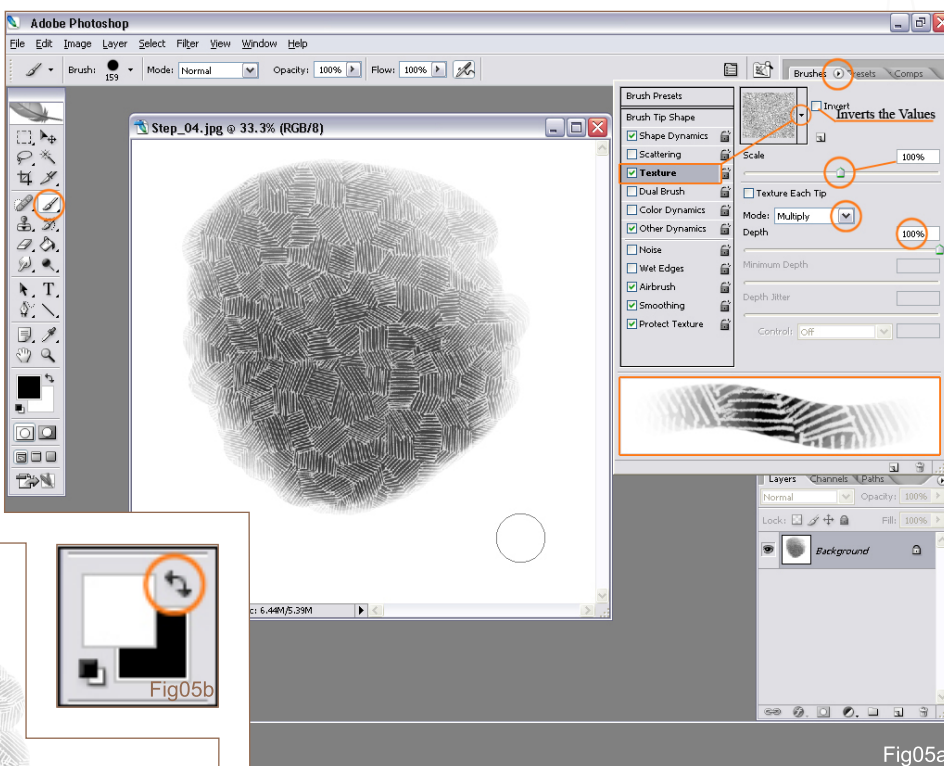 Adobe Photoshop
File Edit Image Layer Select Filter View Window Help
Brush: 159 Mode: Normal Opacity: 100% Flow: 100%
Brushes resets Comps
Brush Presets
Brush Tip Shape
Shape Dynamics
Scattering
Texture
Dual Brush
Color Dynamics
Other Dynamics
Noise
Wet Edges
Airbrush
Smoothing
Protect Texture
Invert
Inverts the Values
Scale 100%
Texture Each Tip
Mode: Multiply
Depth 100%
Minimum Depth
Depth Jitter
Control: Off
Step_04.jpg @ 33.3% (RGB/8)
T
c: 6.44M/5.39M
Layers Channels Paths
Normal Opacity: 100%
Lock: Fill: 100%
Background
Fig05b
Fig05a